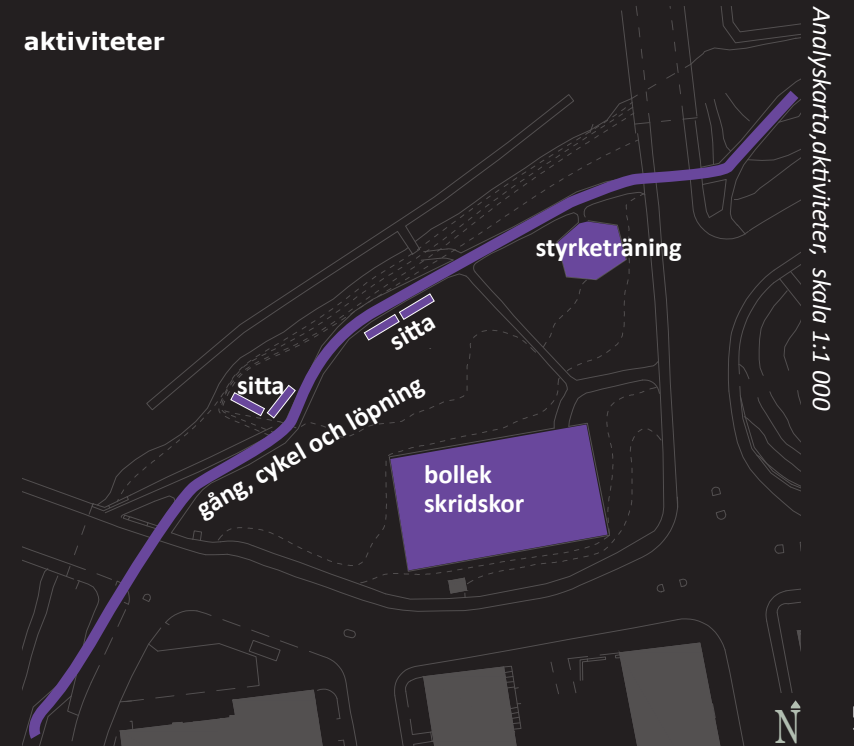 aktiviteter
Analyskarta,aktiviteter, skala 1:1 000
styrketräning
sitta
sitta
gång, cykel och löpning
bollek
skridskor
N